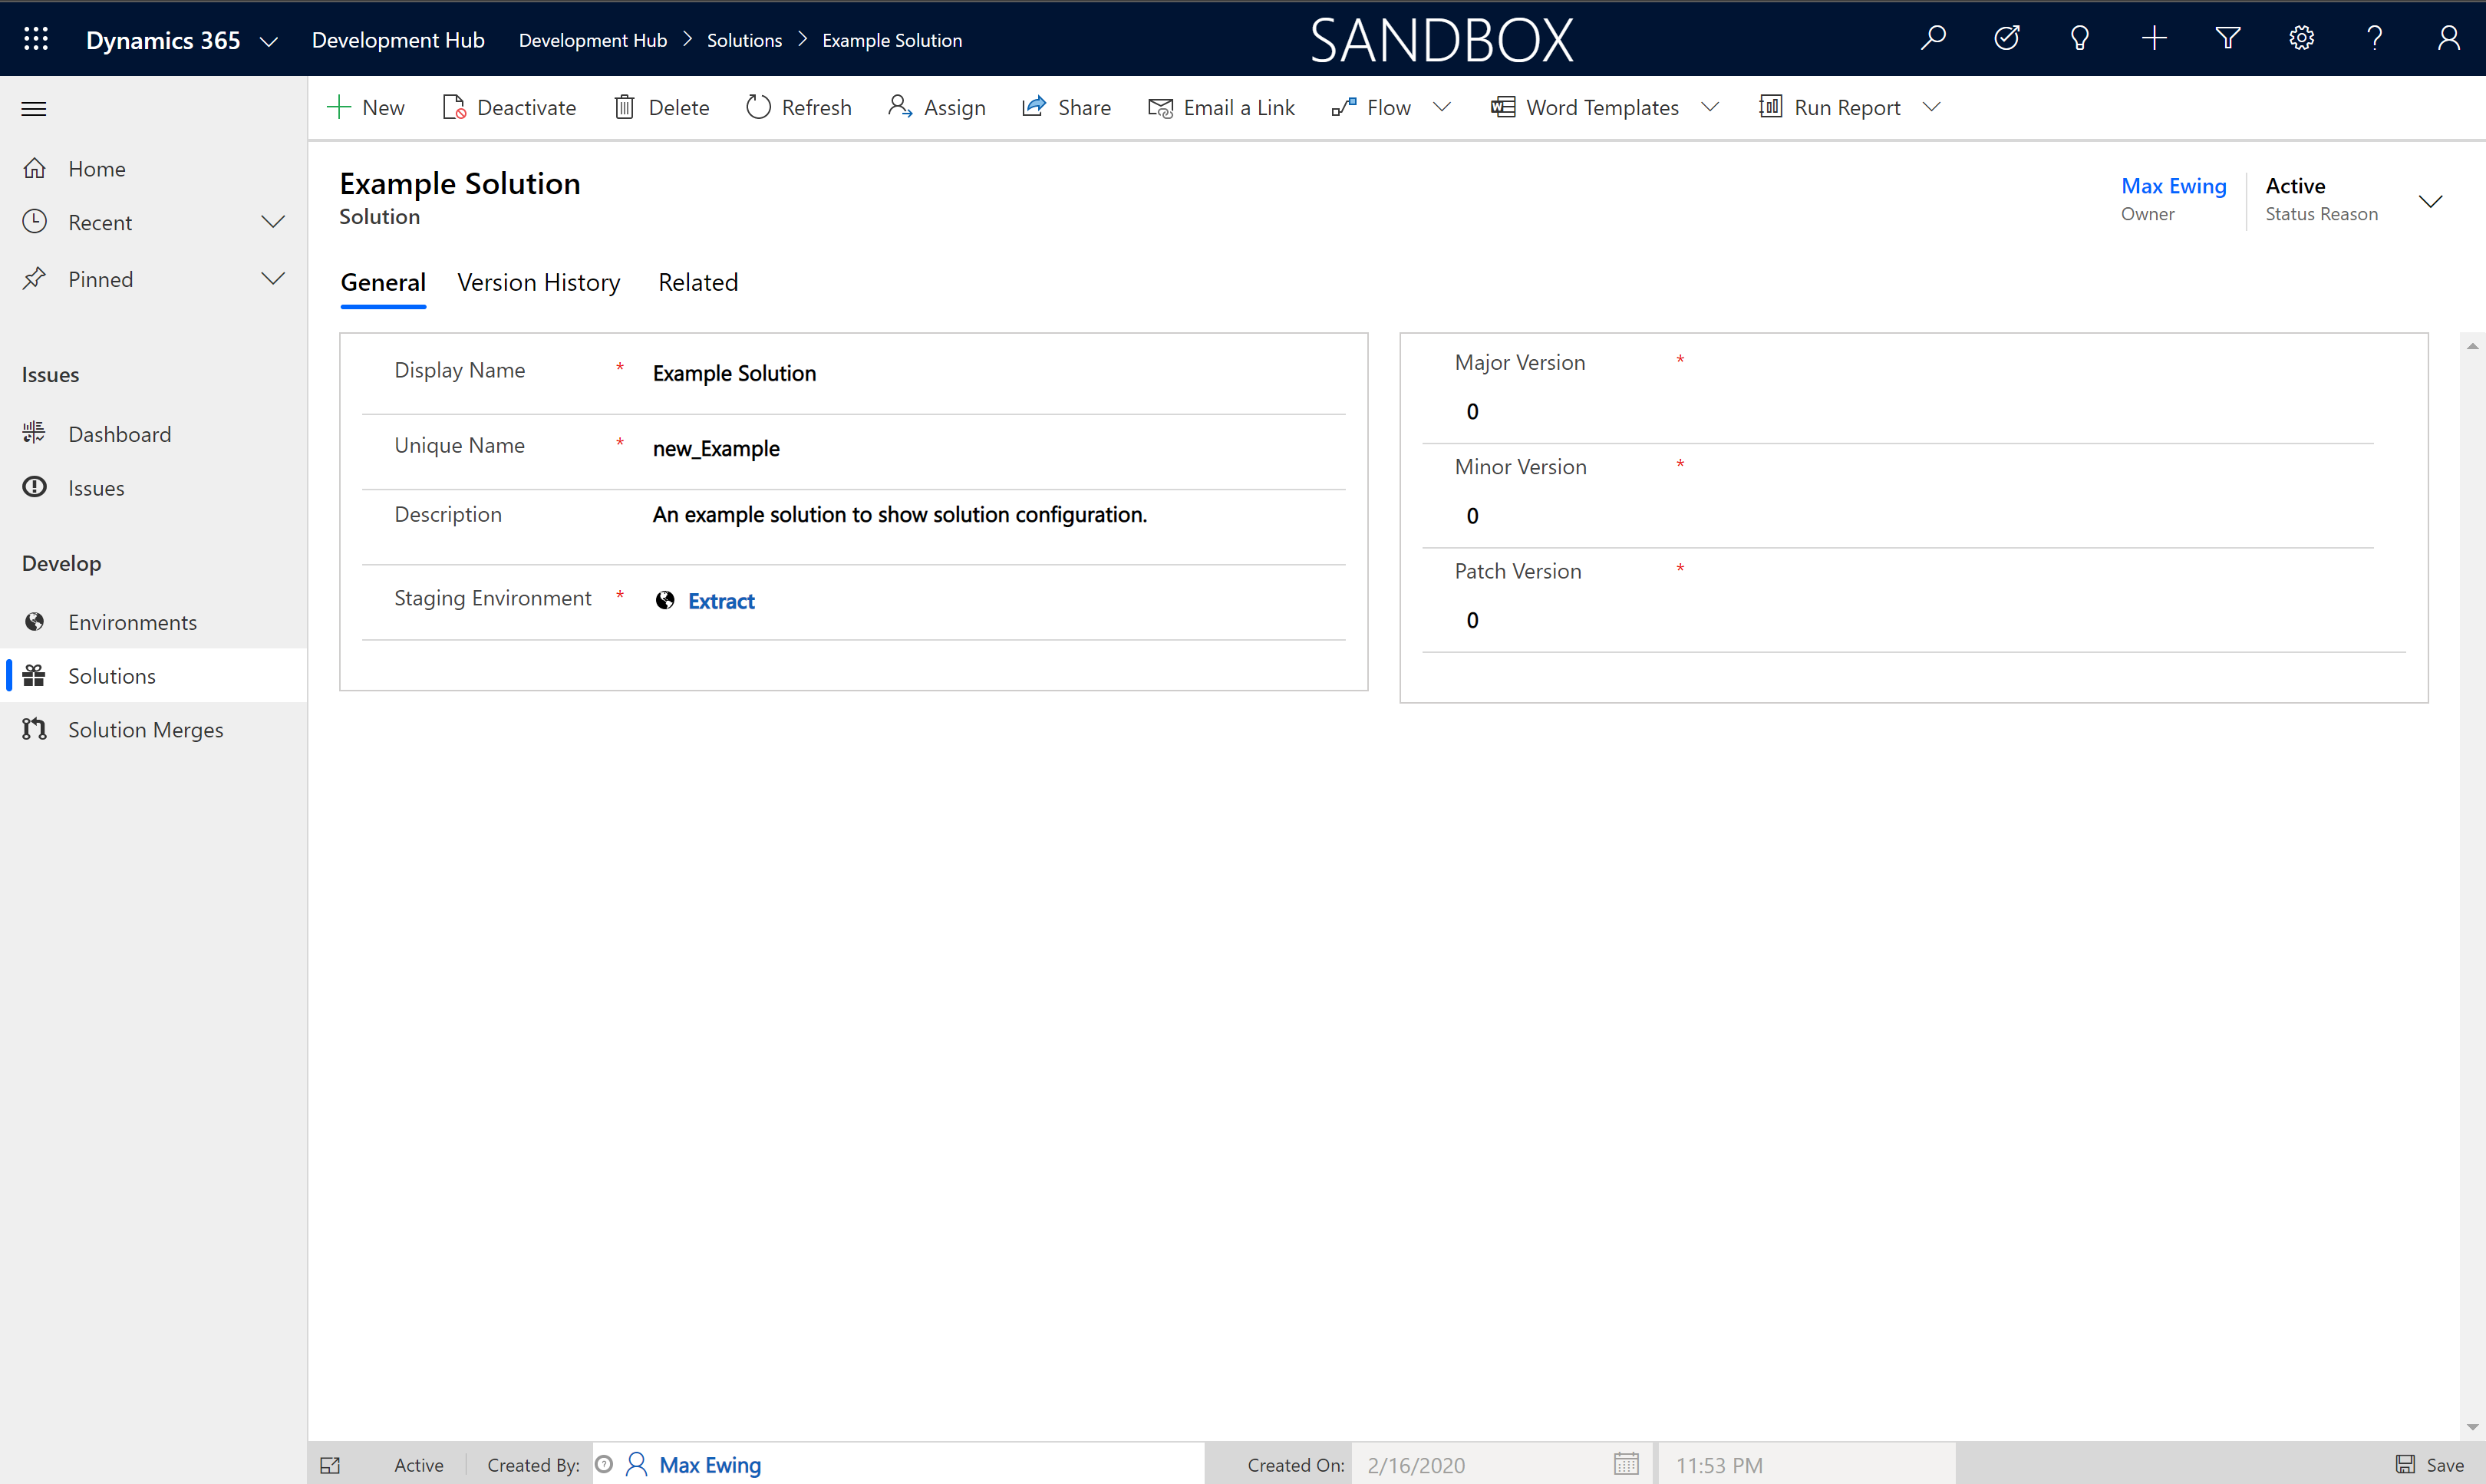 Dynamics 365
Development Hub
Development Hub > Solutions > Example Solution
SANDBOX
New
Deactivate
Delete
Refresh
Assign
Share
Email a Link
Flow
Word Templates
Run Report
Home
Recent
Pinned
Issues
Dashboard
Issues
Develop
Environments
Solutions
Solution Merges
Example Solution
Solution
Max Ewing
Owner
Active
Status Reason
General
Version History
Related
Display Name * Example Solution
Unique Name * new_Example
Description An example solution to show solution configuration.
Staging Environment * Extract
Major Version *
0
Minor Version *
0
Patch Version *
0
Active
Created By: Max Ewing
Created On: 2/16/2020 11:53 PM
Save